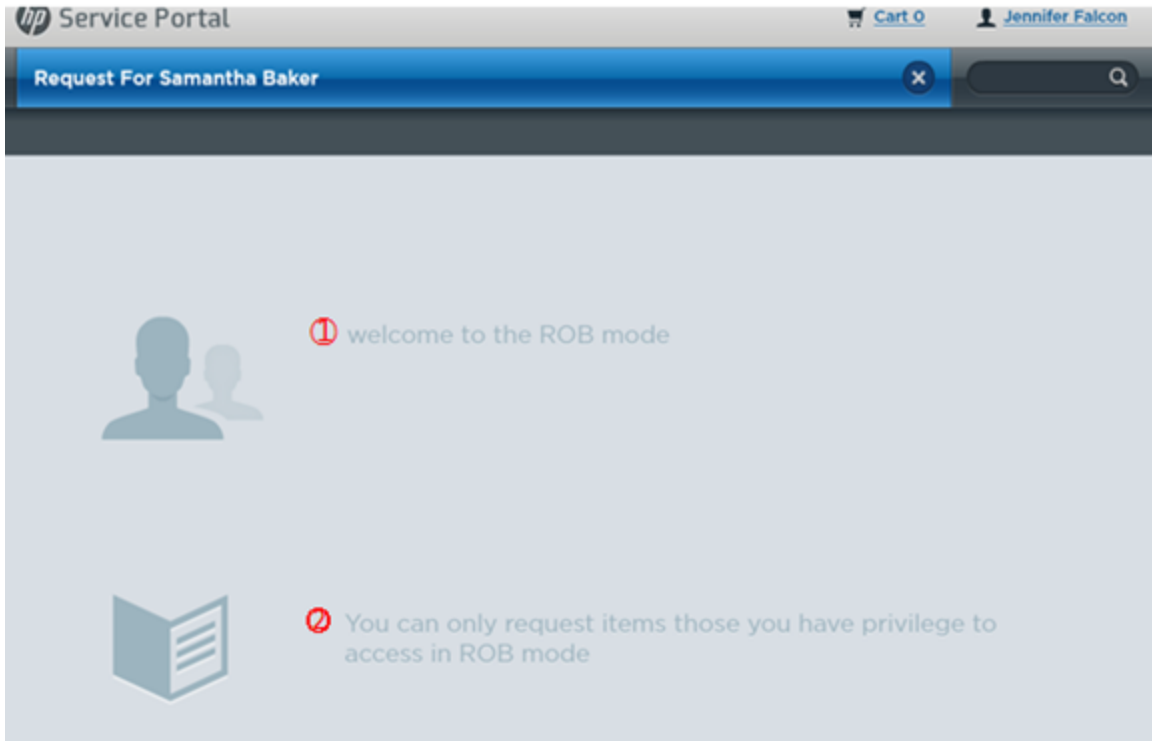 hp Service Portal Cart 0 Jennifer Falcon
Request For Samantha Baker
① welcome to the ROB mode
② You can only request items those you have privilege to
access in ROB mode